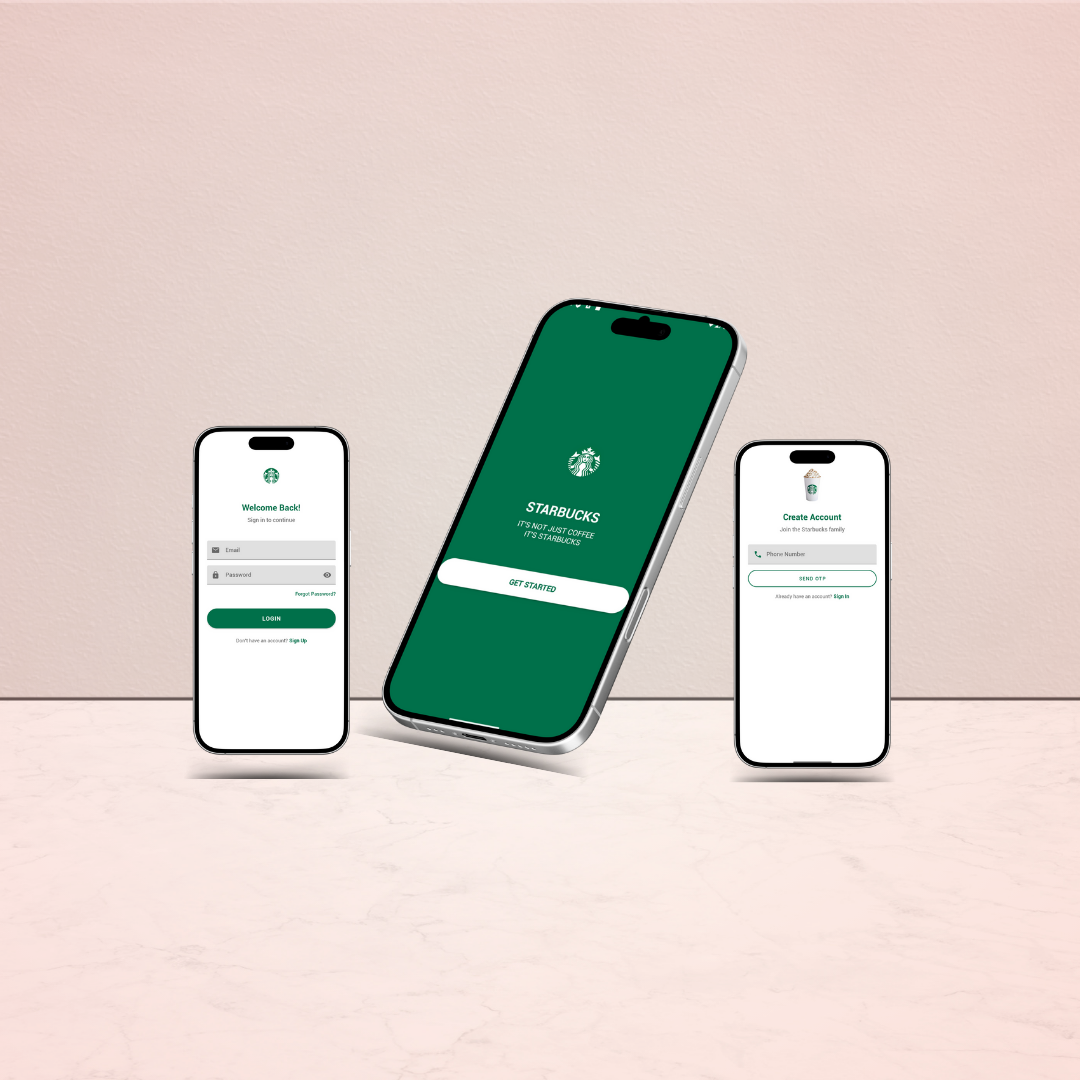 Welcome Back!
Sign in to continue
Email
Password
Forgot Password?
LOGIN
Don't have an account? Sign Up
STARBUCKS
IT'S NOT JUST COFFEE
IT'S STARBUCKS
GET STARTED
Create Account
Join the Starbucks family
Phone Number
SEND OTP
Already have an account? Sign In